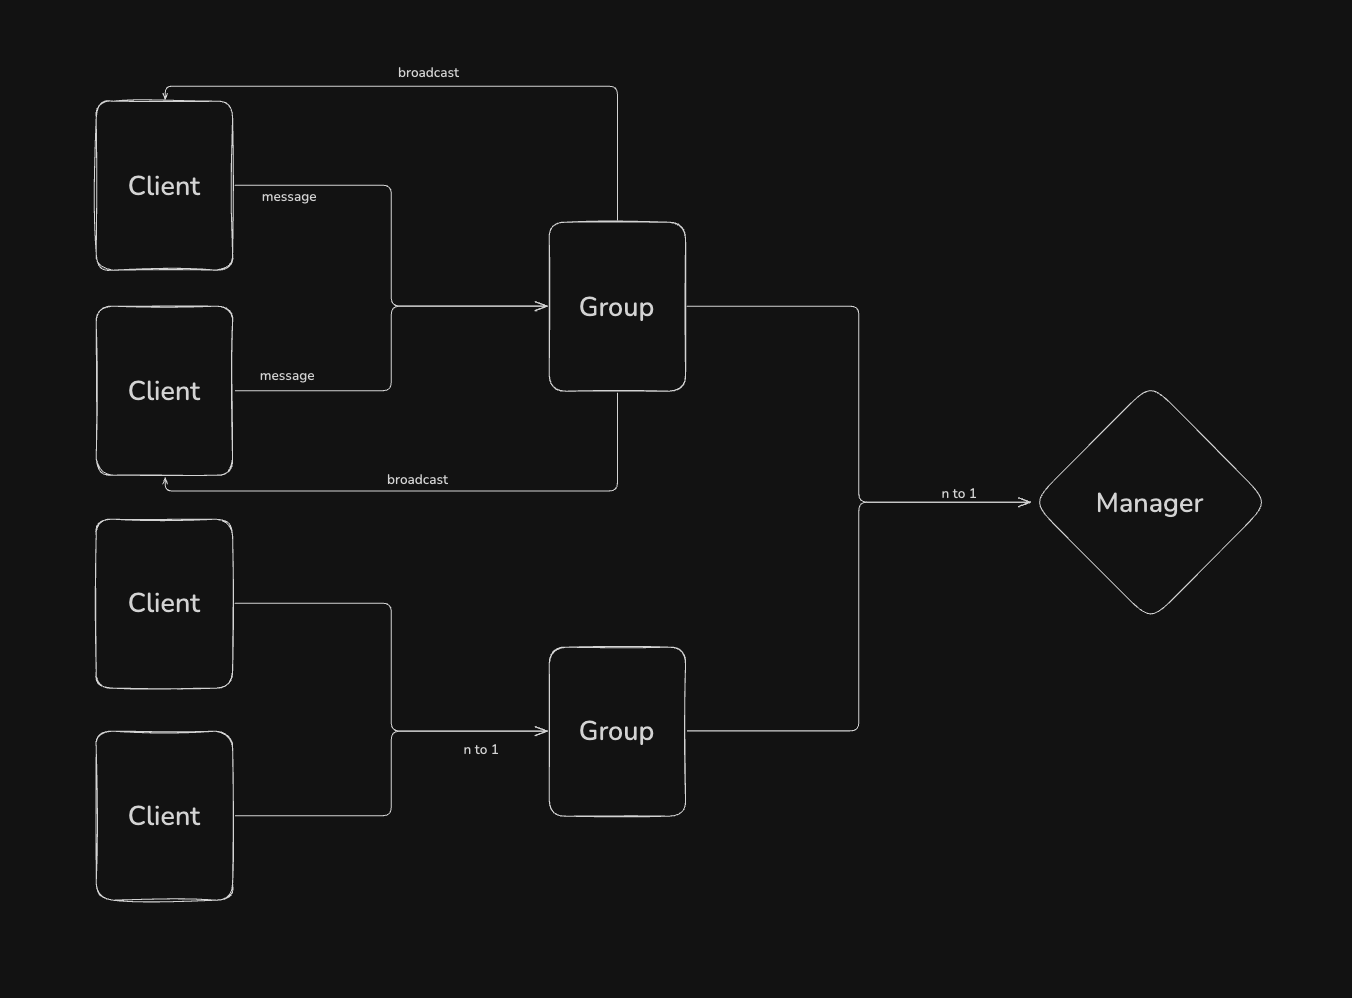 broadcast
Client
message
Group
message
Client
broadcast
n to 1
Manager
Client
Group
n to 1
Client